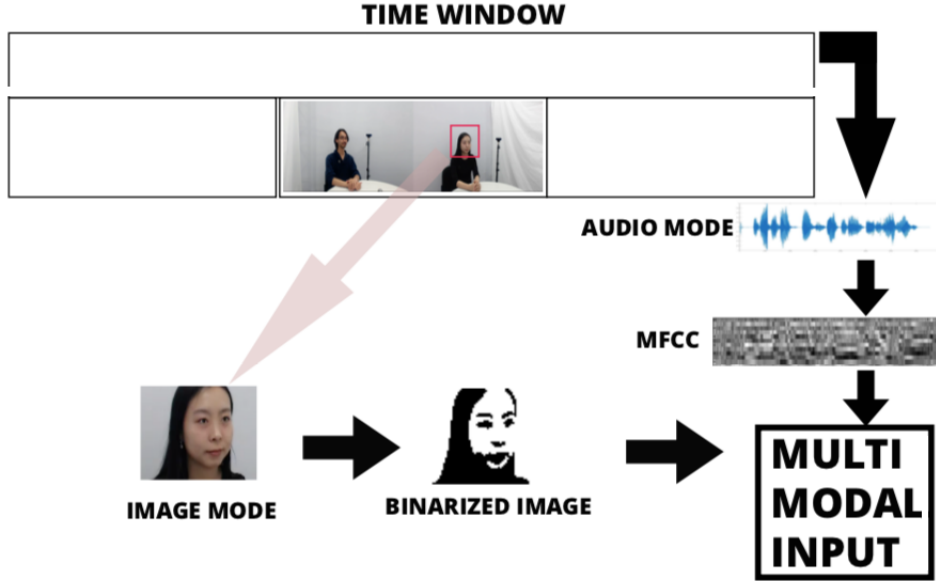 TIME WINDOW
AUDIO MODE
MFCC
IMAGE MODE
BINARIZED IMAGE
MULTI
MODAL
INPUT